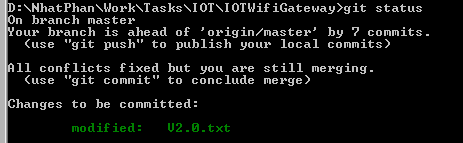 D:\NhatPhan\Work\Tasks\IOT\IOTWifiGateway>git status
On branch master
Your branch is ahead of 'origin/master' by 7 commits.
(use "git push" to publish your local commits)
All conflicts fixed but you are still merging.
(use "git commit" to conclude merge)
Changes to be committed:
modified: V2.0.txt